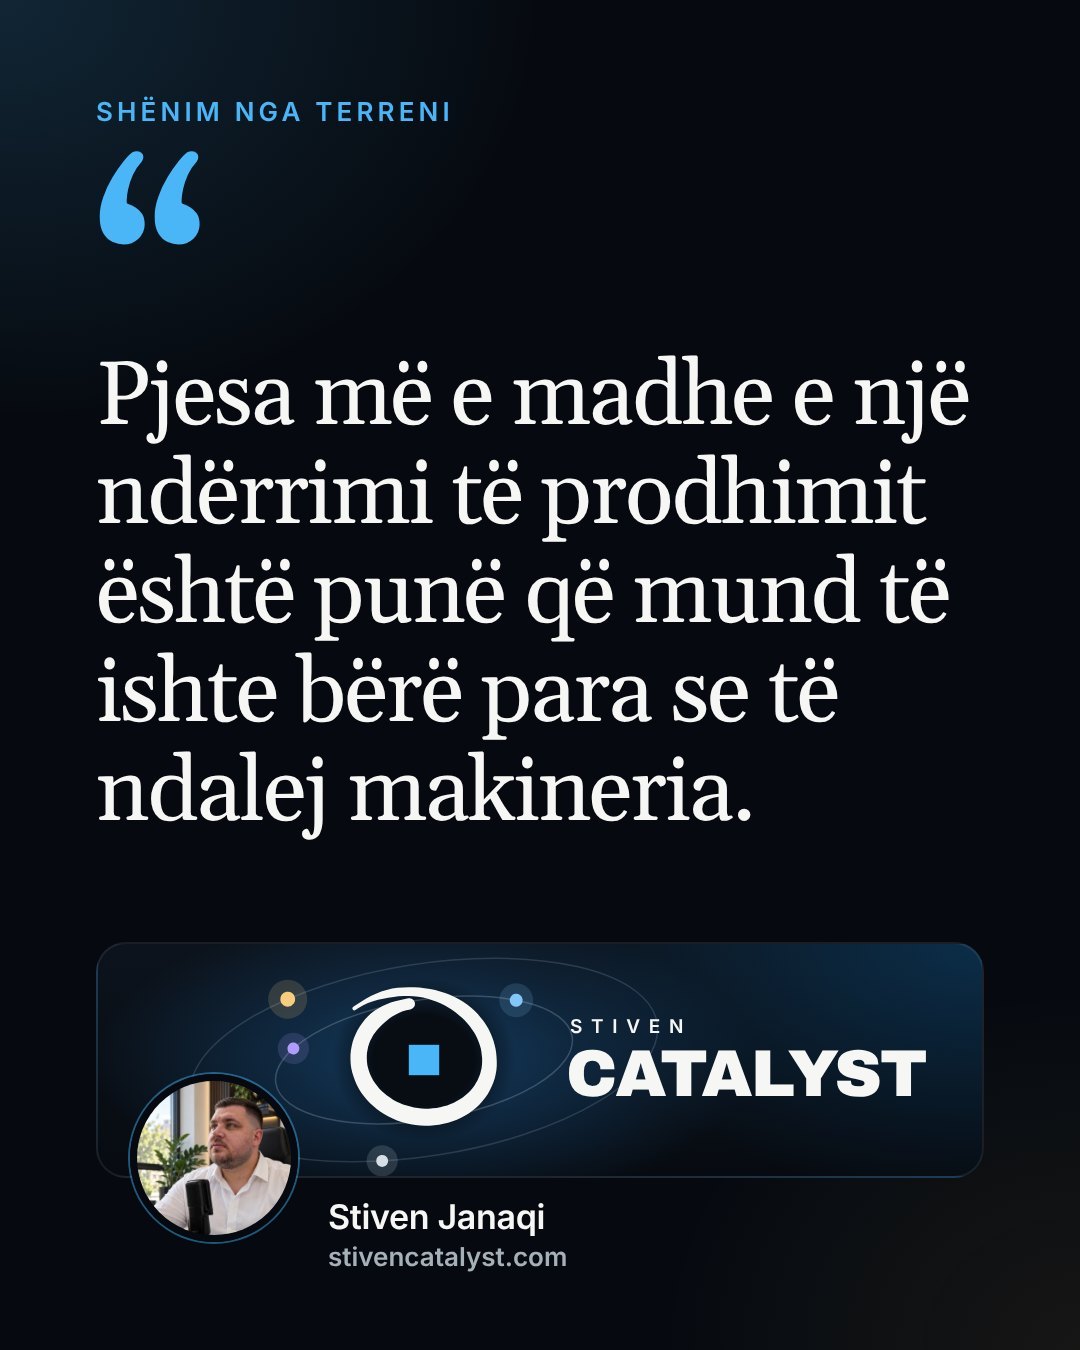 SHËNIM NGA TERRENI
“
Pjesa më e madhe e një
ndërrimi të prodhimit
është punë që mund të
ishte bërë para se të
ndalej makineria.
STIVEN
CATALYST
Stiven Janaqi
stivencatalyst.com